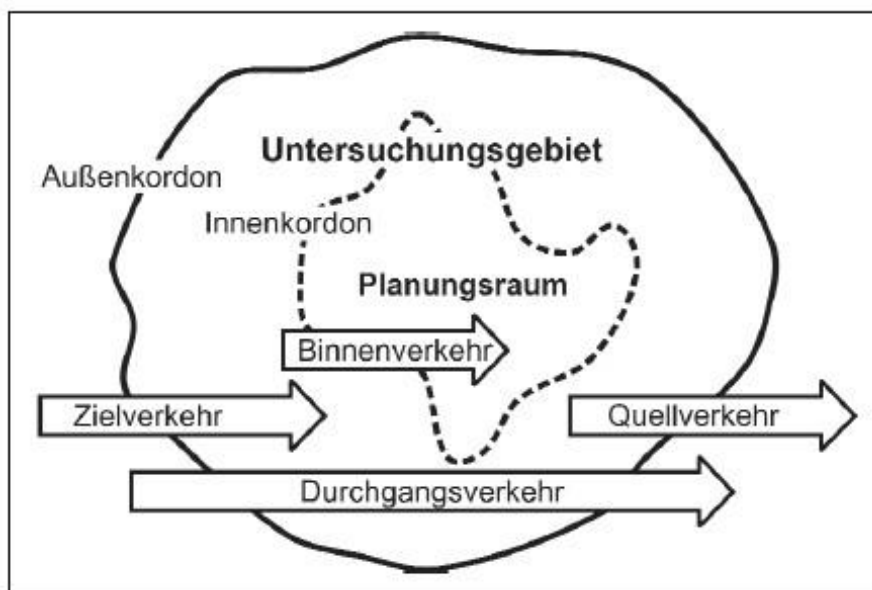 Untersuchungsgebiet
Außenkordon
Innenkordon
Planungsraum
Binnenverkehr
Zielverkehr
Quellverkehr
Durchgangsverkehr